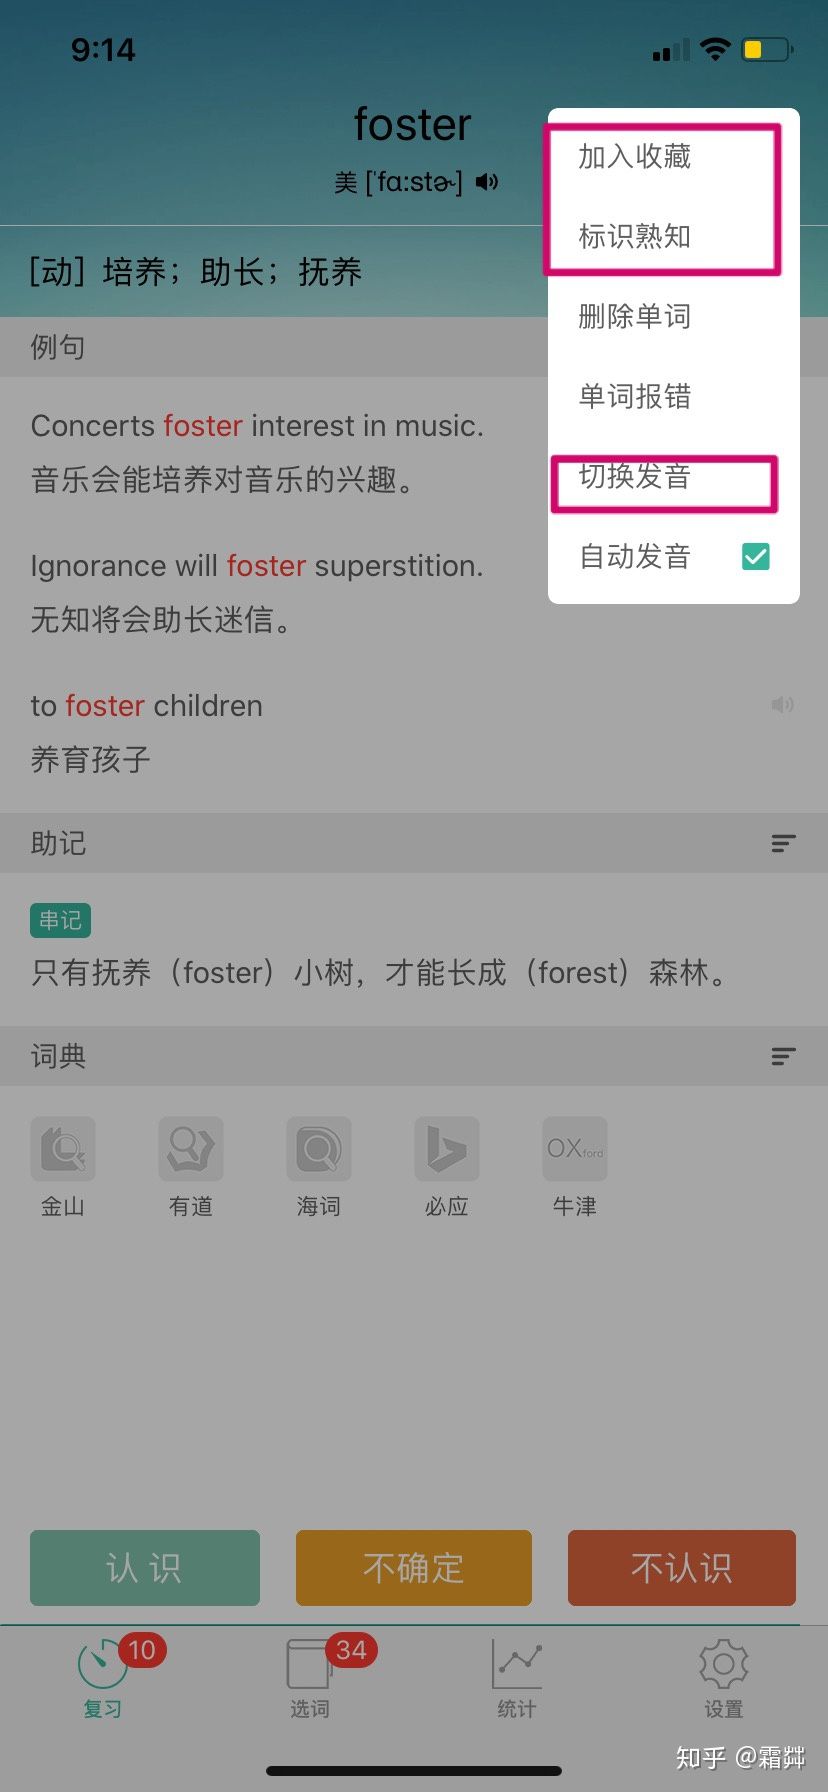 9:14
foster
美 ['fɑ:stɚ]
[动] 培养；助长；抚养
加入收藏
标识熟知
删除单词
单词报错
切换发音
自动发音
例句
Concerts foster interest in music.
音乐会能培养对音乐的兴趣。
Ignorance will foster superstition.
无知将会助长迷信。
to foster children
养育孩子
助记
串记
只有抚养（foster）小树，才能长成（forest）森林。
词典
OXford
金山 有道 海词 必应 牛津
认 识 不确定 不认识
10 34
复习 选词 统计 设置
知乎 @霜茻